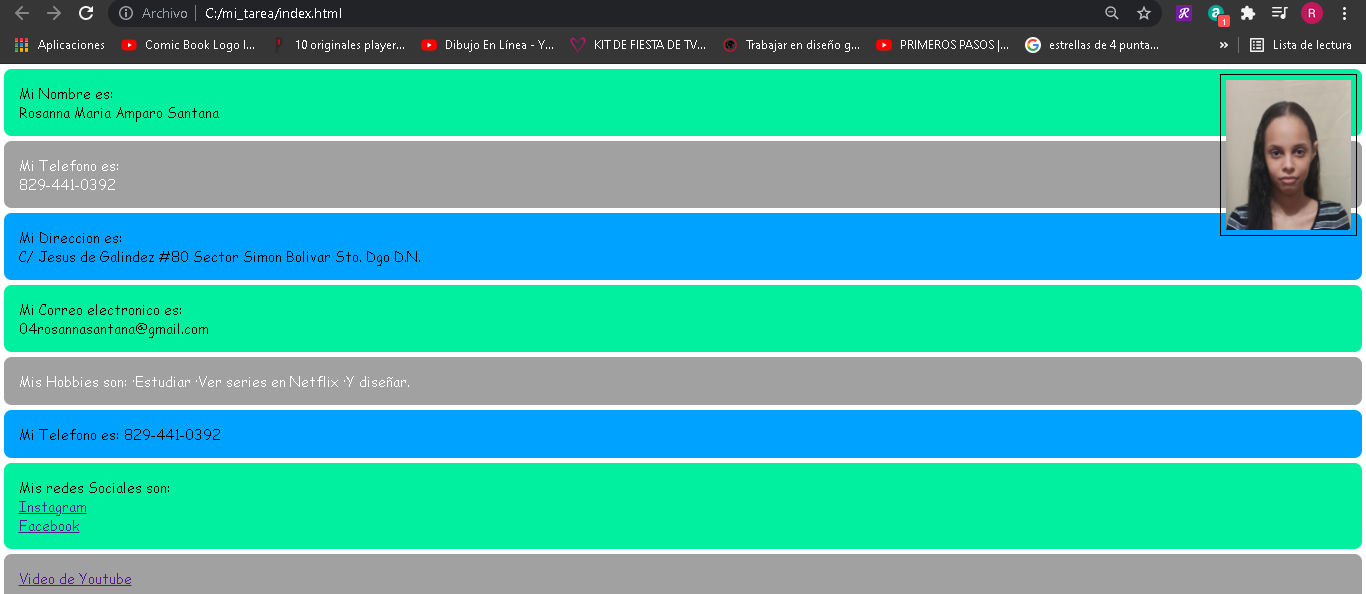 Archivo C:/mi_tarea/index.html
R
1
R
Aplicaciones Comic Book Logo I... 10 originales player... Dibujo En Línea - Y... KIT DE FIESTA DE TV... Trabajar en diseño g... PRIMEROS PASOS |... estrellas de 4 punta... » Lista de lectura
Mi Nombre es:
Rosanna Maria Amparo Santana
Mi Telefono es:
829-441-0392
Mi Direccion es:
C/ Jesus de Galindez #80 Sector Simon Bolivar Sto. Dgo D.N.
Mi Correo electronico es:
04rosannasantana@gmail.com
Mis Hobbies son: ·Estudiar ·Ver series en Netflix ·Y diseñar.
Mi Telefono es: 829-441-0392
Mis redes Sociales son:
Instagram
Facebook
Video de Youtube